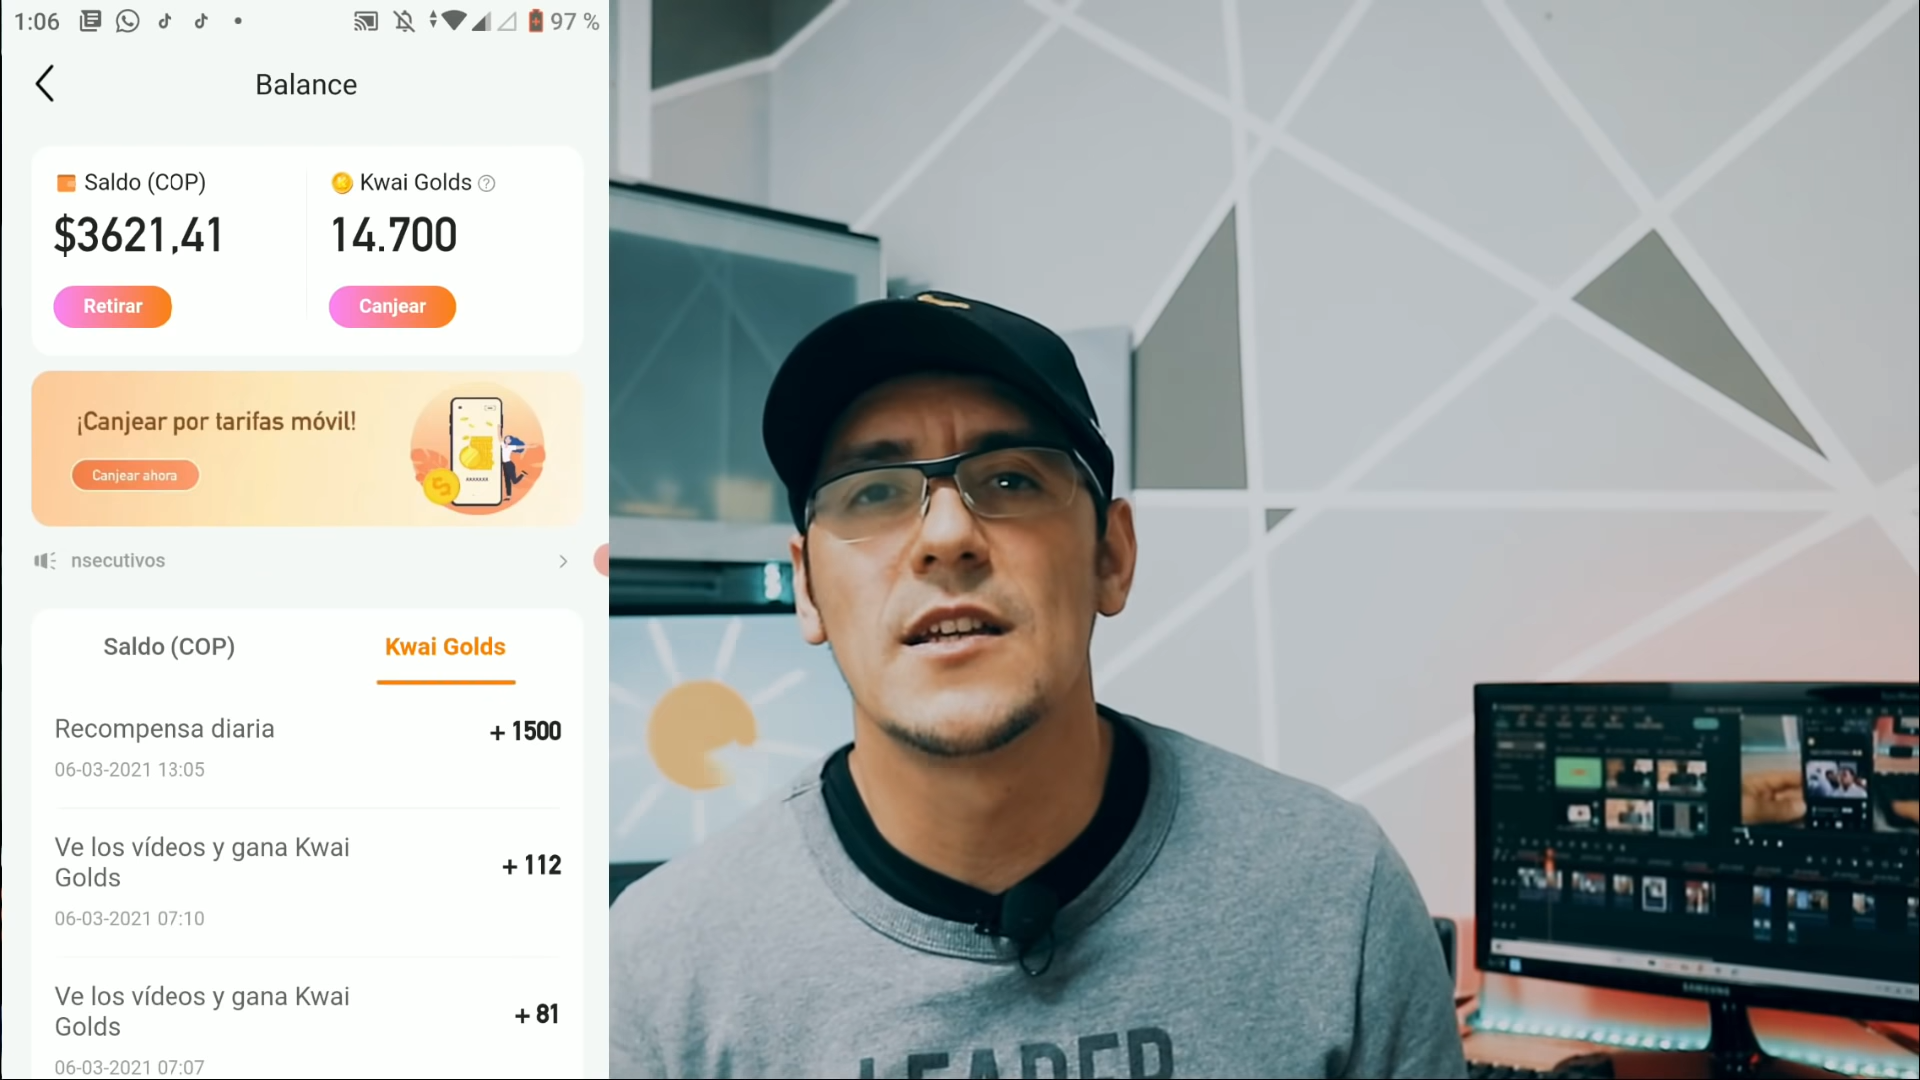 1:06
97 %
Balance
Saldo (COP)
Kwai Golds
$3621,41
14.700
Retirar
Canjear
¡Canjear por tarifas móvil!
Canjear ahora
nsecutivos
Saldo (COP)
Kwai Golds
Recompensa diaria
+ 1500
06-03-2021 13:05
Ve los vídeos y gana Kwai
Golds
+ 112
06-03-2021 07:10
Ve los vídeos y gana Kwai
Golds
+ 81
06-03-2021 07:07
LEADER
SAMSUNG